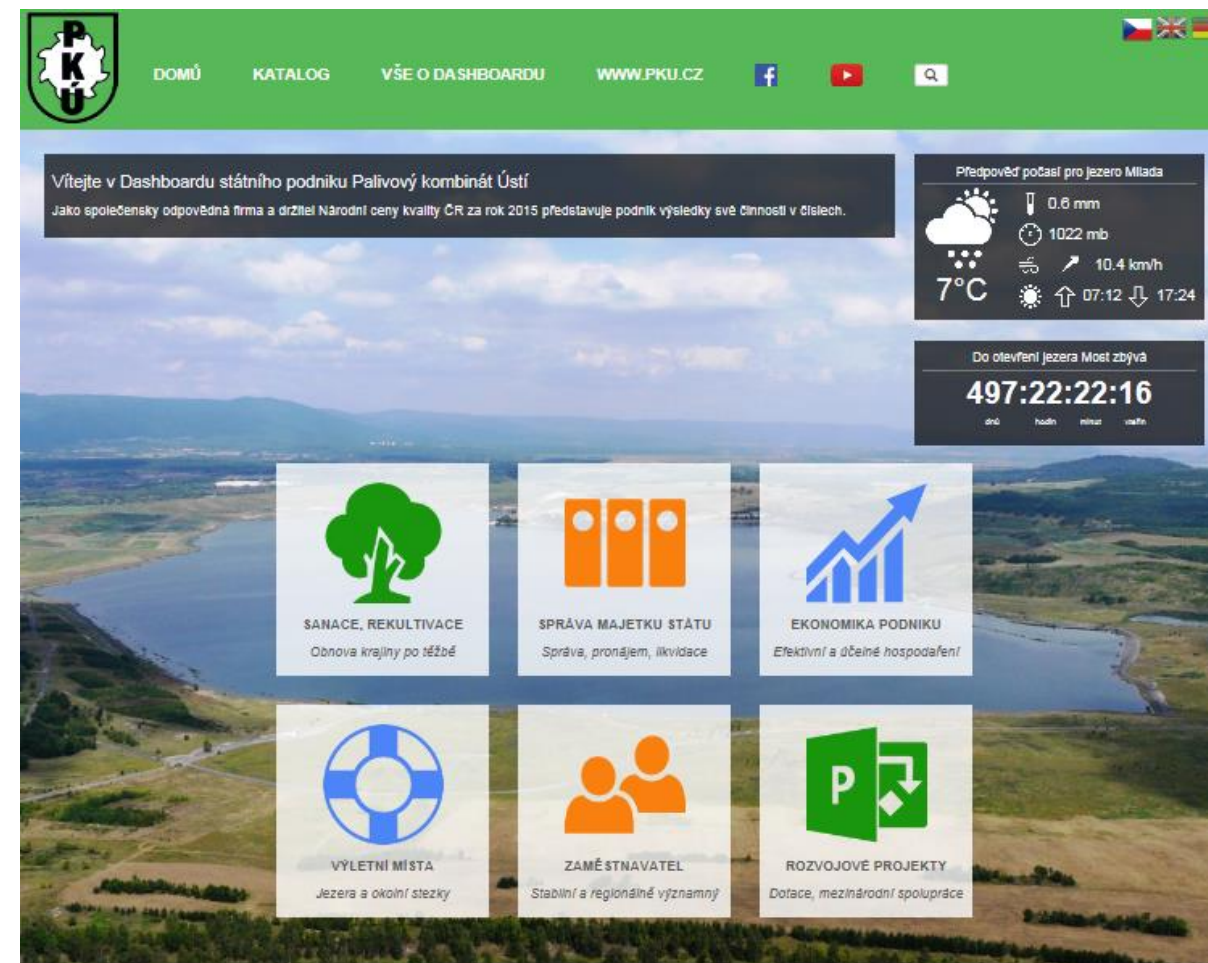 PKÚ
DOMŮ
KATALOG
VŠE O DASHBOARDU
WWW.PKU.CZ
Vítejte v Dashboardu státního podniku Palivový kombinát Ústí
Jako společensky odpovědná firma a držitel Národní ceny kvality ČR za rok 2015 představuje podnik výsledky své činnosti v číslech.
Předpověď počasí pro jezero Milada
0.6 mm
1022 mb
10.4 km/h
7°C
07:12
17:24
Do otevření jezera Most zbývá
497:22:22:16
dnů hodin minut vteřin
SANACE, REKULTIVACE
Obnova krajiny po těžbě
SPRÁVA MAJETKU STÁTU
Správa, pronájem, likvidace
EKONOMIKA PODNIKU
Efektivní a účelné hospodaření
P
VÝLETNÍ MÍSTA
Jezera a okolní stezky
ZAMĚSTNAVATEL
Stabilní a regionálně významný
ROZVOJOVÉ PROJEKTY
Dotace, mezinárodní spolupráce